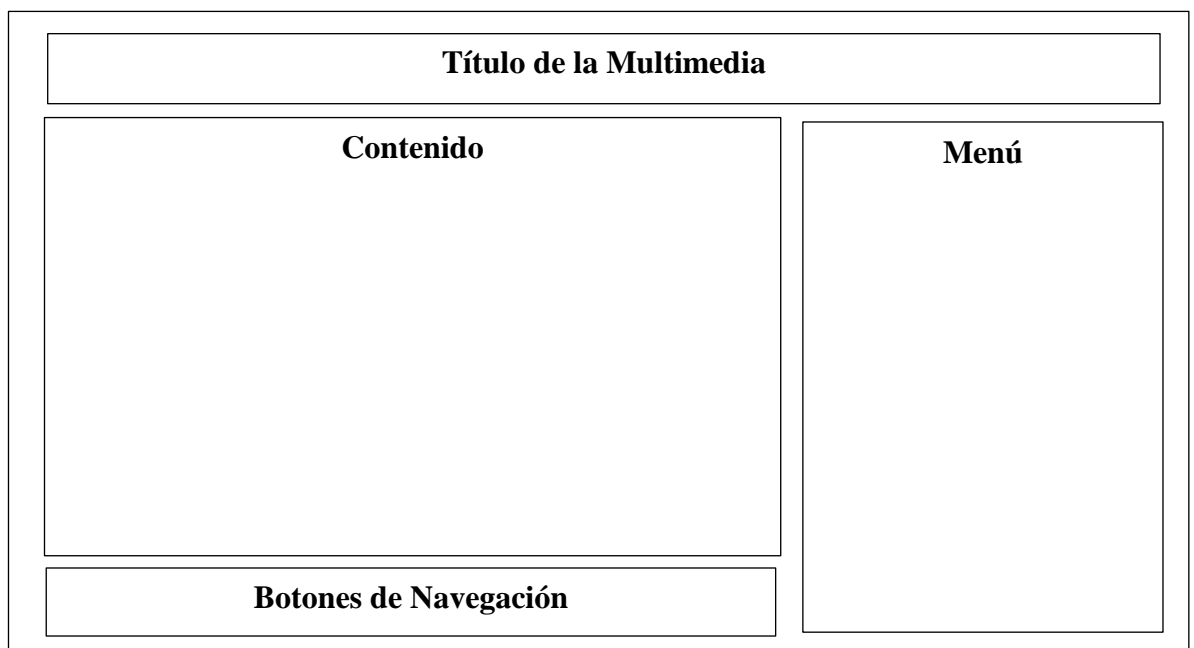 Título de la Multimedia
Contenido
Menú
Botones de Navegación